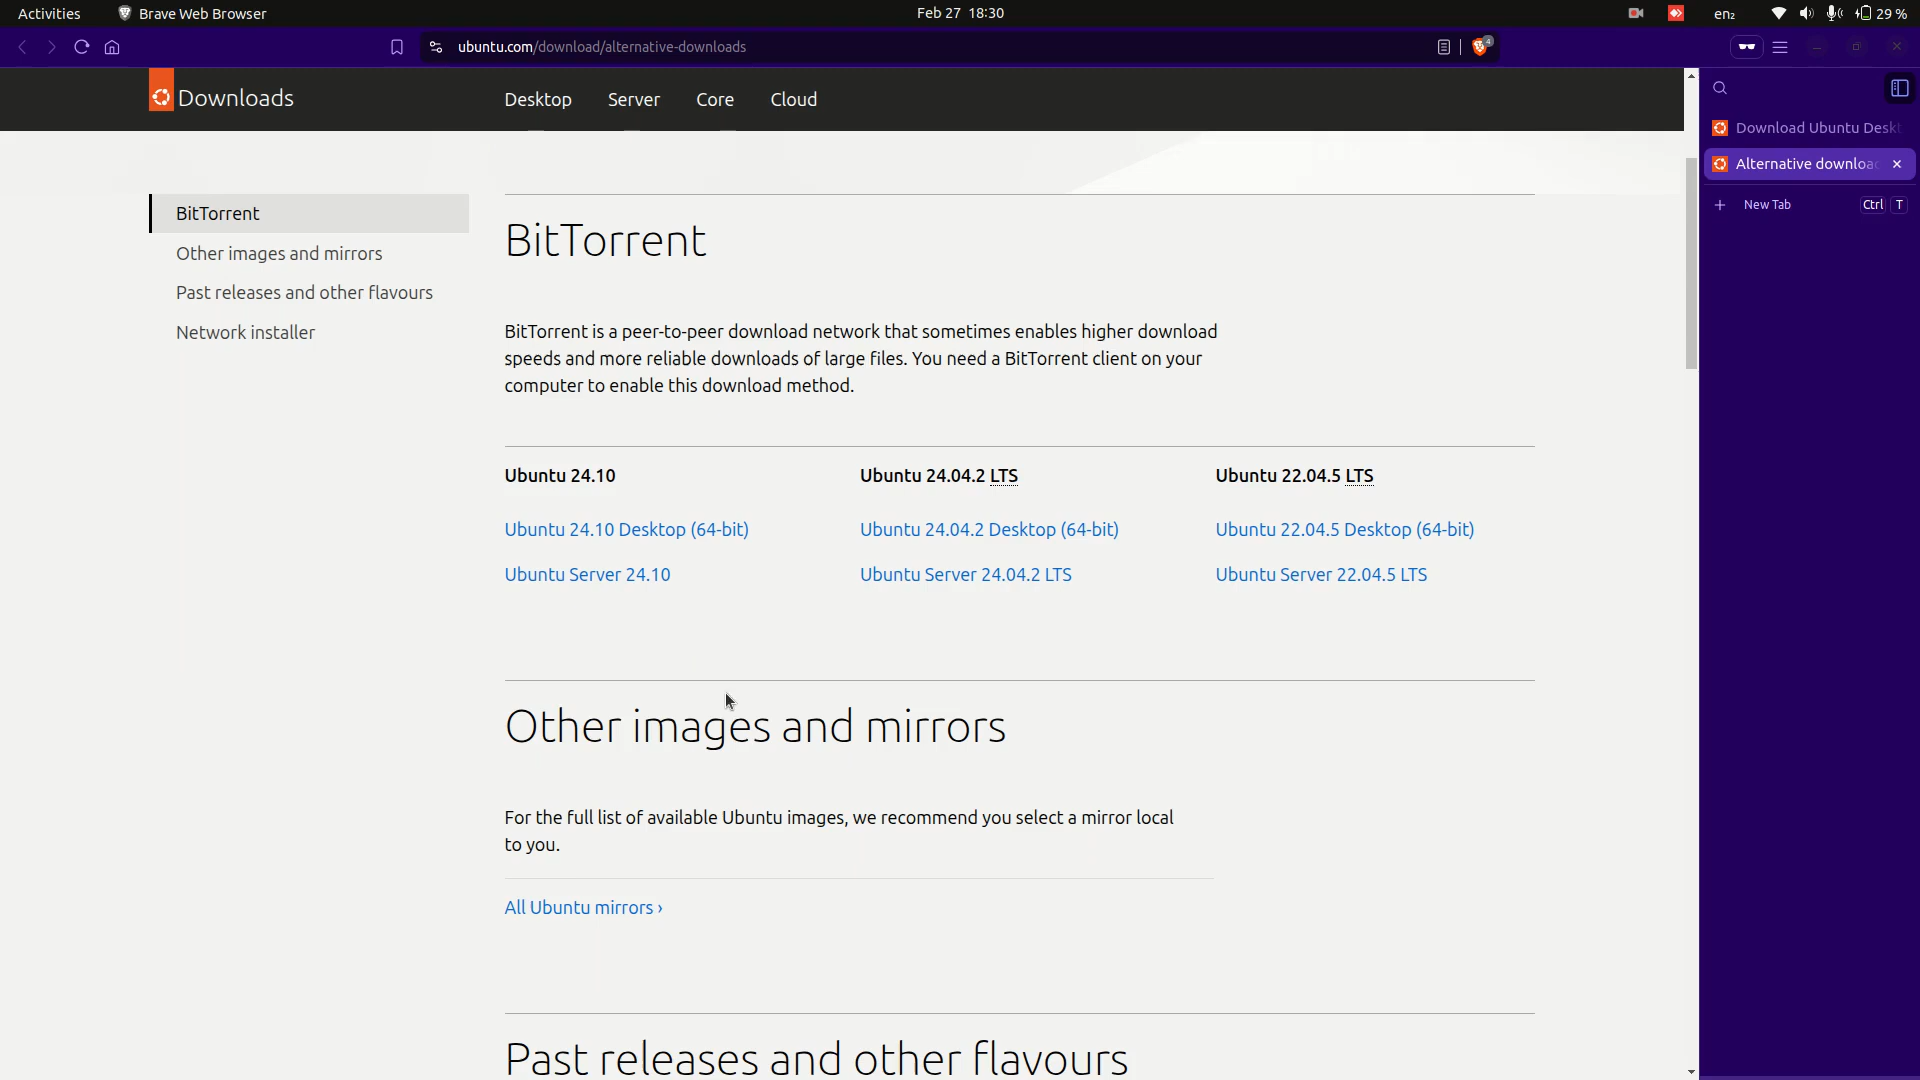 Activities
Brave Web Browser
Feb 27 18:30
en₂
29 %
ubuntu.com/download/alternative-downloads
4
Downloads
Desktop
Server
Core
Cloud
Download Ubuntu Deskt
Alternative downloa
New Tab
Ctrl
T
BitTorrent
Other images and mirrors
Past releases and other flavours
Network installer
BitTorrent
BitTorrent is a peer-to-peer download network that sometimes enables higher download
speeds and more reliable downloads of large files. You need a BitTorrent client on your
computer to enable this download method.
Ubuntu 24.10
Ubuntu 24.04.2 LTS
Ubuntu 22.04.5 LTS
Ubuntu 24.10 Desktop (64-bit)
Ubuntu 24.04.2 Desktop (64-bit)
Ubuntu 22.04.5 Desktop (64-bit)
Ubuntu Server 24.10
Ubuntu Server 24.04.2 LTS
Ubuntu Server 22.04.5 LTS
Other images and mirrors
For the full list of available Ubuntu images, we recommend you select a mirror local
to you.
All Ubuntu mirrors ›
Past releases and other flavours